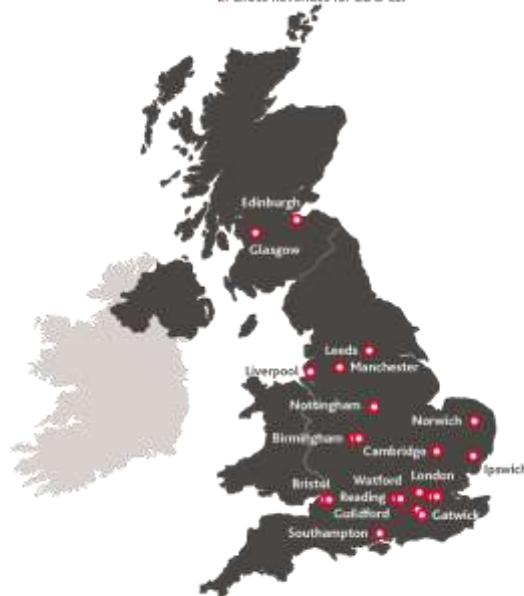 Edinburgh
Glasgow
Leeds
Liverpool
Manchester
Nottingham
Norwich
Birmingham
Cambridge
Ipswich
Watford
London
Bristol
Reading
Guildford
Gatwick
Southampton